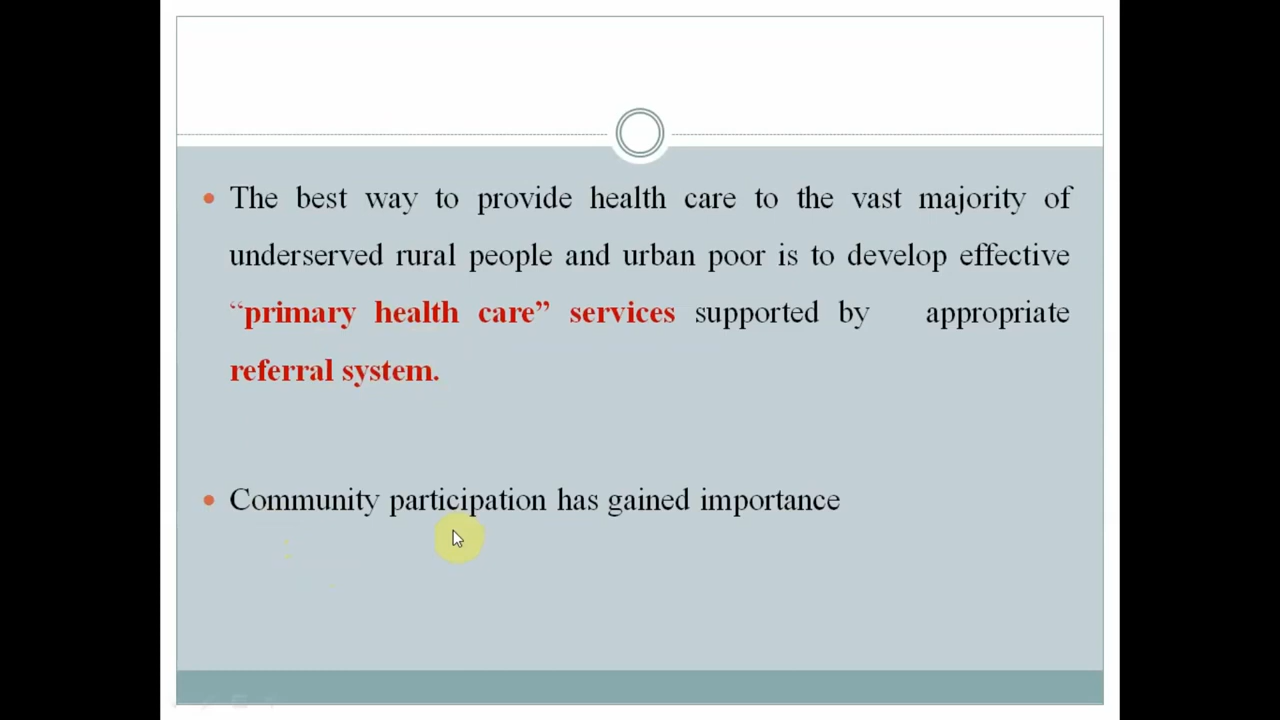 The best way to provide health care to the vast majority of
underserved rural people and urban poor is to develop effective
“primary health care” services supported by appropriate
referral system.
Community participation has gained importance